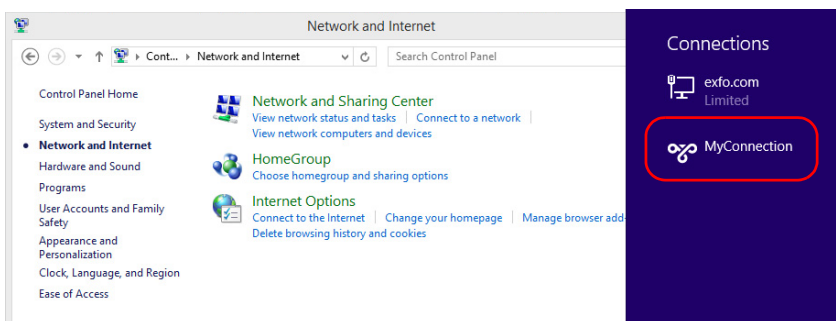 Network and Internet
Cont... Network and Internet
Search Control Panel
Control Panel Home
System and Security
Network and Internet
Hardware and Sound
Programs
User Accounts and Family
Safety
Appearance and
Personalization
Clock, Language, and Region
Ease of Access
Network and Sharing Center
View network status and tasks | Connect to a network |
View network computers and devices
HomeGroup
Choose homegroup and sharing options
Internet Options
Connect to the Internet | Change your homepage | Manage browser add-
Delete browsing history and cookies
Connections
exfo.com
Limited
MyConnection